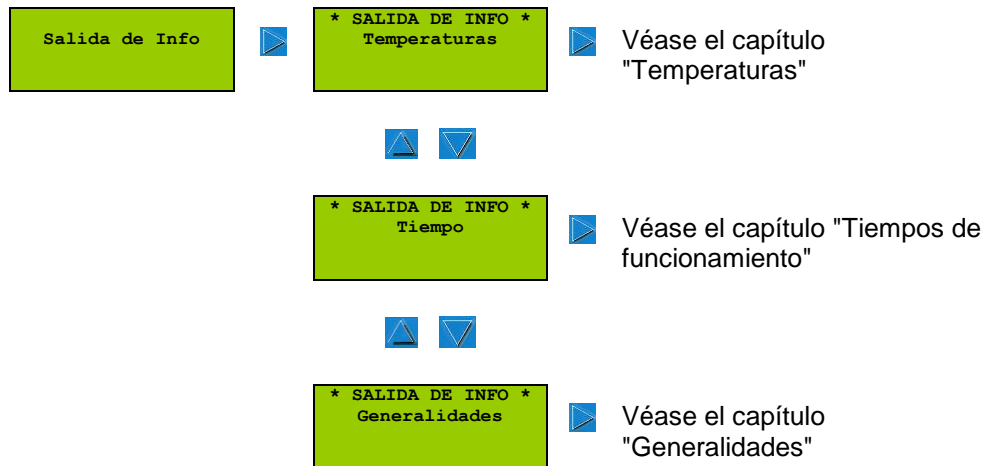 Salida de Info
* SALIDA DE INFO *
Temperaturas
Véase el capítulo
"Temperaturas"
* SALIDA DE INFO *
Tiempo
Véase el capítulo "Tiempos de
funcionamiento"
* SALIDA DE INFO *
Generalidades
Véase el capítulo
"Generalidades"